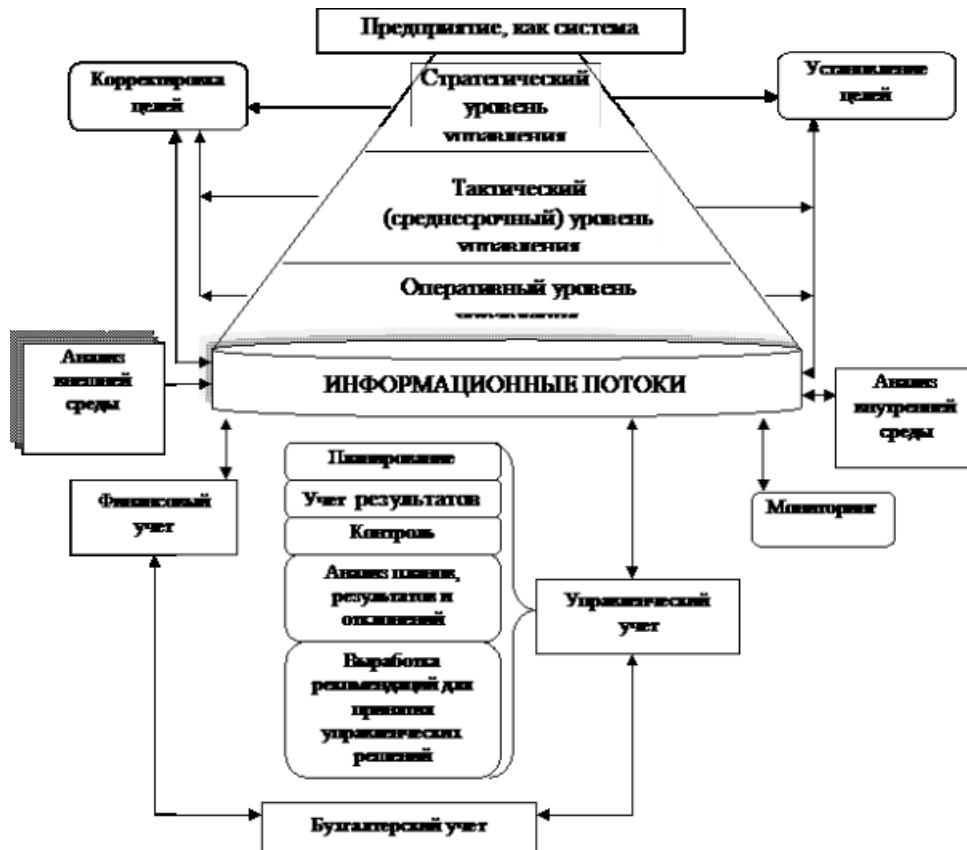 Предприятие, как система
Корректировка
целей
Стратегический
уровень
управления
Установление
целей
Тактический
(среднесрочный) уровень
управления
Оперативный уровень
Анализ
внешней
среды
ИНФОРМАЦИОННЫЕ ПОТОКИ
Анализ
внутренней
среды
Финансовый
учет
Планирование
Учет результатов
Контроль
Анализ планов,
результатов и
отклонений
Выработка
рекомендаций для
принятия
управленческих
решений
Мониторинг
Управленческий
учет
Бухгалтерский учет